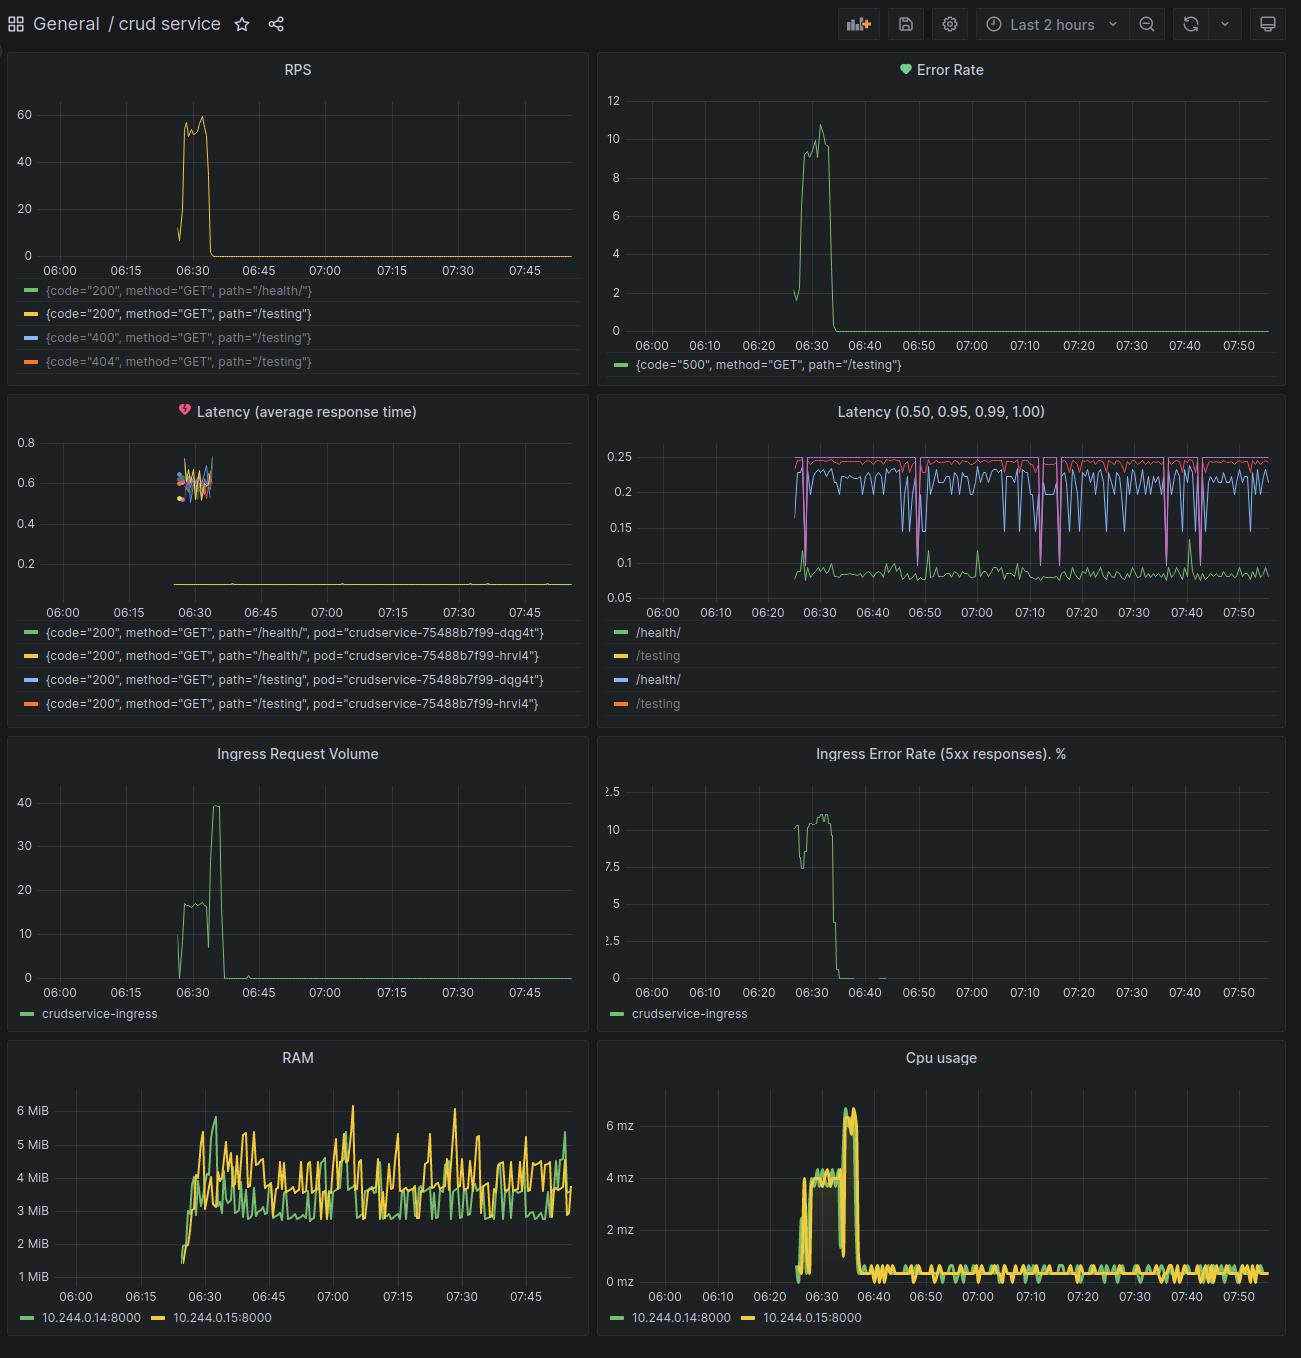 General / crud service
Last 2 hours
RPS
60
40
20
0
06:00 06:15 06:30 06:45 07:00 07:15 07:30 07:45
{code="200", method="GET", path="/health/"}
{code="200", method="GET", path="/testing"}
{code="400", method="GET", path="/testing"}
{code="404", method="GET", path="/testing"}
Error Rate
12
10
8
6
4
2
0
06:00 06:10 06:20 06:30 06:40 06:50 07:00 07:10 07:20 07:30 07:40 07:50
{code="500", method="GET", path="/testing"}
Latency (average response time)
0.8
0.6
0.4
0.2
06:00 06:15 06:30 06:45 07:00 07:15 07:30 07:45
{code="200", method="GET", path="/health/", pod="crudservice-75488b7f99-dqg4t"}
{code="200", method="GET", path="/health/", pod="crudservice-75488b7f99-hrvl4"}
{code="200", method="GET", path="/testing", pod="crudservice-75488b7f99-dqg4t"}
{code="200", method="GET", path="/testing", pod="crudservice-75488b7f99-hrvl4"}
Latency (0.50, 0.95, 0.99, 1.00)
0.25
0.2
0.15
0.1
0.05
06:00 06:10 06:20 06:30 06:40 06:50 07:00 07:10 07:20 07:30 07:40 07:50
/health/
/testing
/health/
/testing
Ingress Request Volume
40
30
20
10
0
06:00 06:15 06:30 06:45 07:00 07:15 07:30 07:45
crudservice-ingress
Ingress Error Rate (5xx responses). %
2.5
10
7.5
5
2.5
0
06:00 06:10 06:20 06:30 06:40 06:50 07:00 07:10 07:20 07:30 07:40 07:50
crudservice-ingress
RAM
6 MiB
5 MiB
4 MiB
3 MiB
2 MiB
1 MiB
06:00 06:15 06:30 06:45 07:00 07:15 07:30 07:45
10.244.0.14:8000 10.244.0.15:8000
Cpu usage
6 mz
4 mz
2 mz
0 mz
06:00 06:10 06:20 06:30 06:40 06:50 07:00 07:10 07:20 07:30 07:40 07:50
10.244.0.14:8000 10.244.0.15:8000